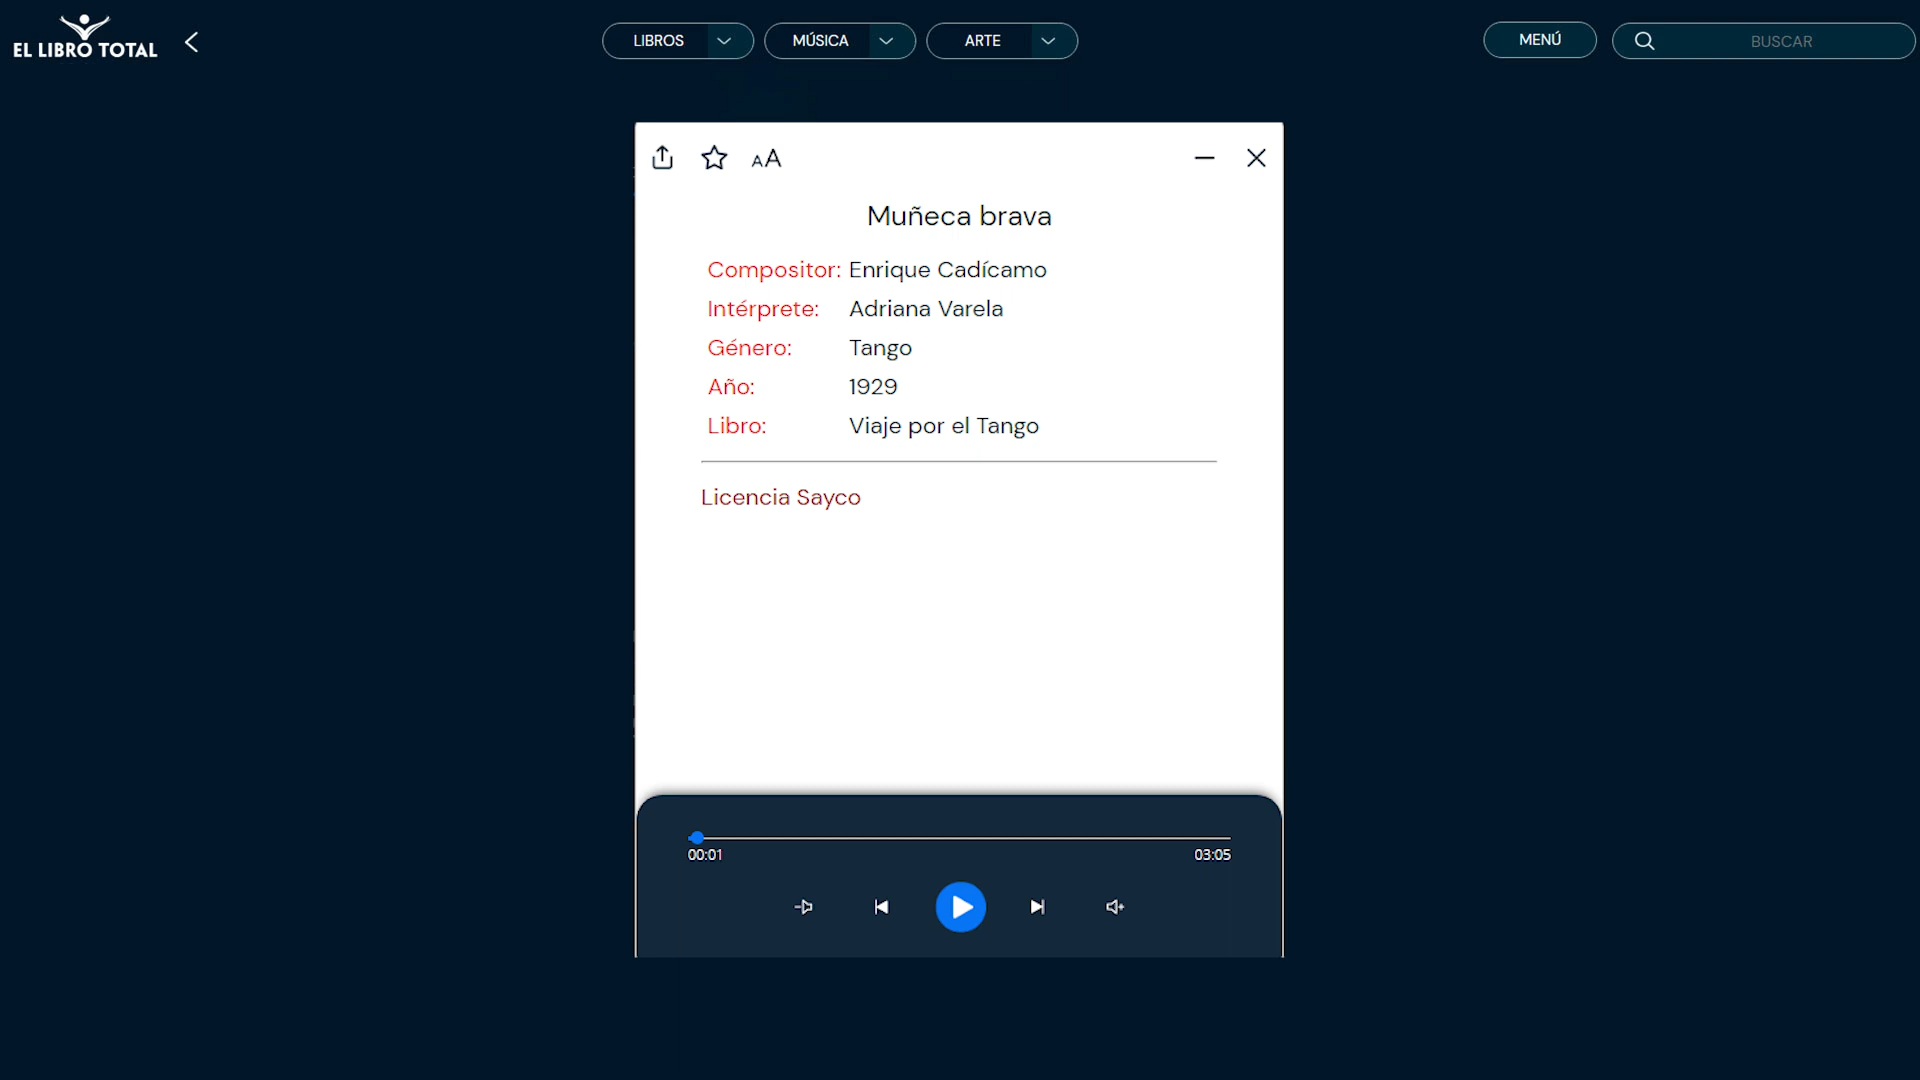 EL LIBRO TOTAL
LIBROS
MÚSICA
ARTE
MENÚ
BUSCAR
AA
Muñeca brava
Compositor: Enrique Cadícamo
Intérprete: Adriana Varela
Género: Tango
Año: 1929
Libro: Viaje por el Tango
Licencia Sayco
00:01
03:05